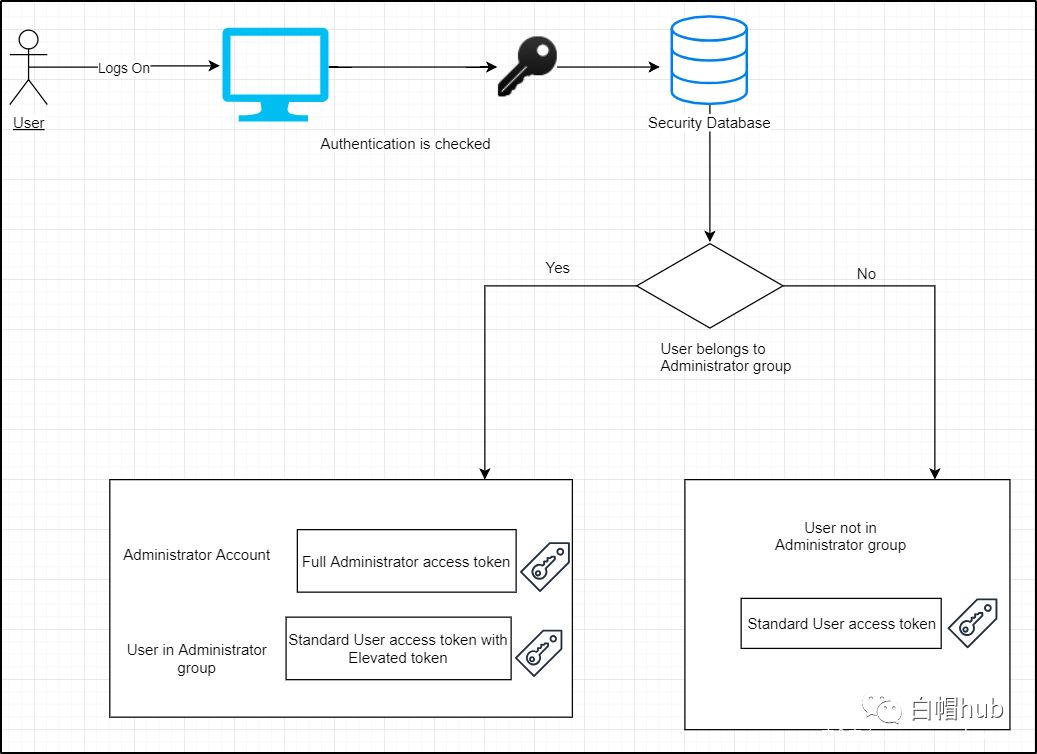 Logs On
User
Security Database
Authentication is checked
Yes
No
User belongs to
Administrator group
Administrator Account
Full Administrator access token
User in Administrator
group
Standard User access token with
Elevated token
User not in
Administrator group
Standard User access token
白帽hub